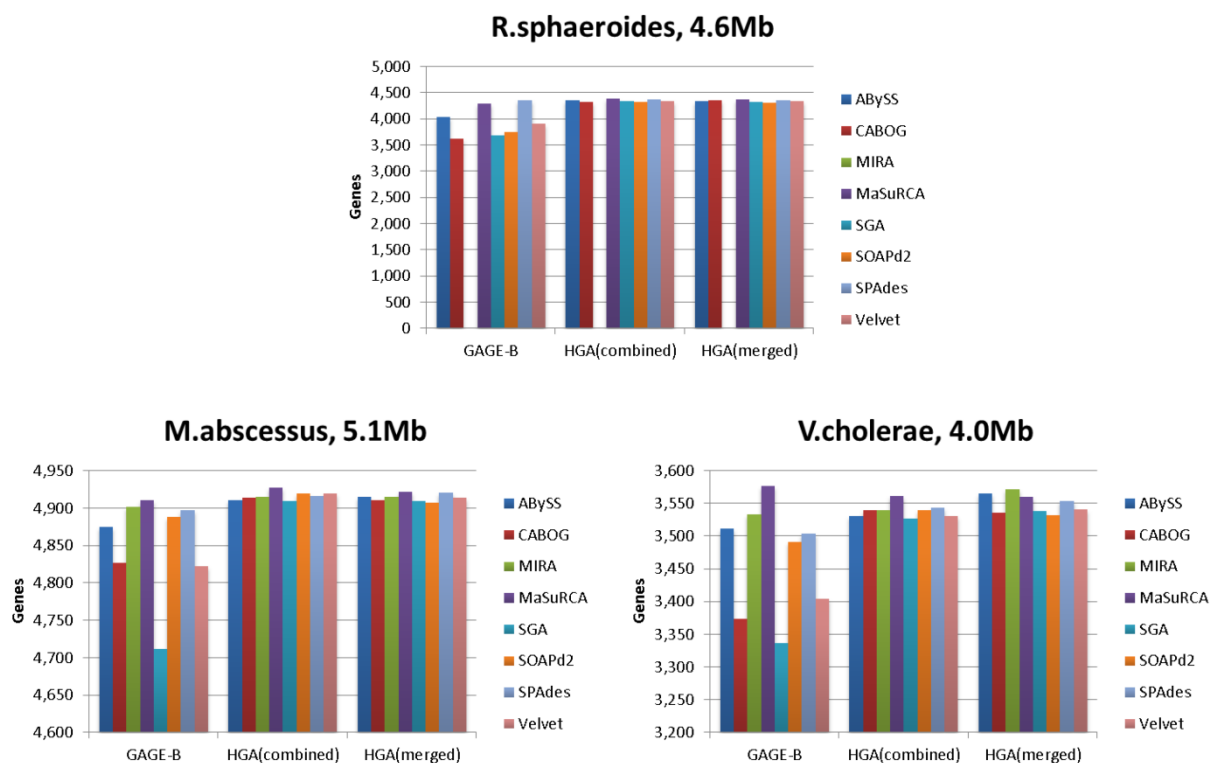 R.sphaeroides, 4.6Mb
5,000
4,500
4,000
3,500
3,000
2,500
2,000
1,500
1,000
500
0
Genes
GAGE-B
HGA(combined)
HGA(merged)
ABySS
CABOG
MIRA
MaSuRCA
SGA
SOAPd2
SPAdes
Velvet
M.abscessus, 5.1Mb
4,950
4,900
4,850
4,800
4,750
4,700
4,650
4,600
Genes
GAGE-B
HGA(combined)
HGA(merged)
ABySS
CABOG
MIRA
MaSuRCA
SGA
SOAPd2
SPAdes
Velvet
V.cholerae, 4.0Mb
3,600
3,550
3,500
3,450
3,400
3,350
3,300
3,250
3,200
Genes
GAGE-B
HGA(combined)
HGA(merged)
ABySS
CABOG
MIRA
MaSuRCA
SGA
SOAPd2
SPAdes
Velvet